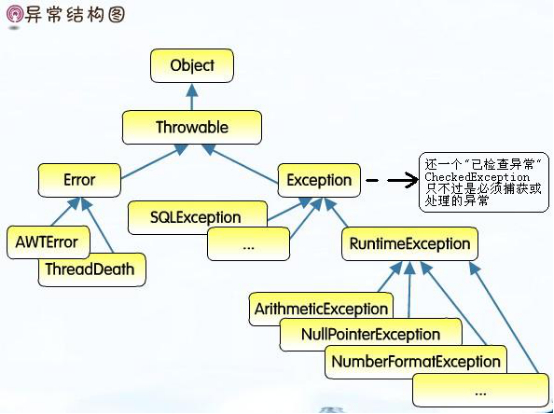 异常结构图
Object
Throwable
Error
Exception
还一个"已检查异常"
CheckedException
只不过是必须捕获或
处理的异常
SQLException
...
AWTError
ThreadDeath
RuntimeException
ArithmeticException
NullPointerException
NumberFormatException
...